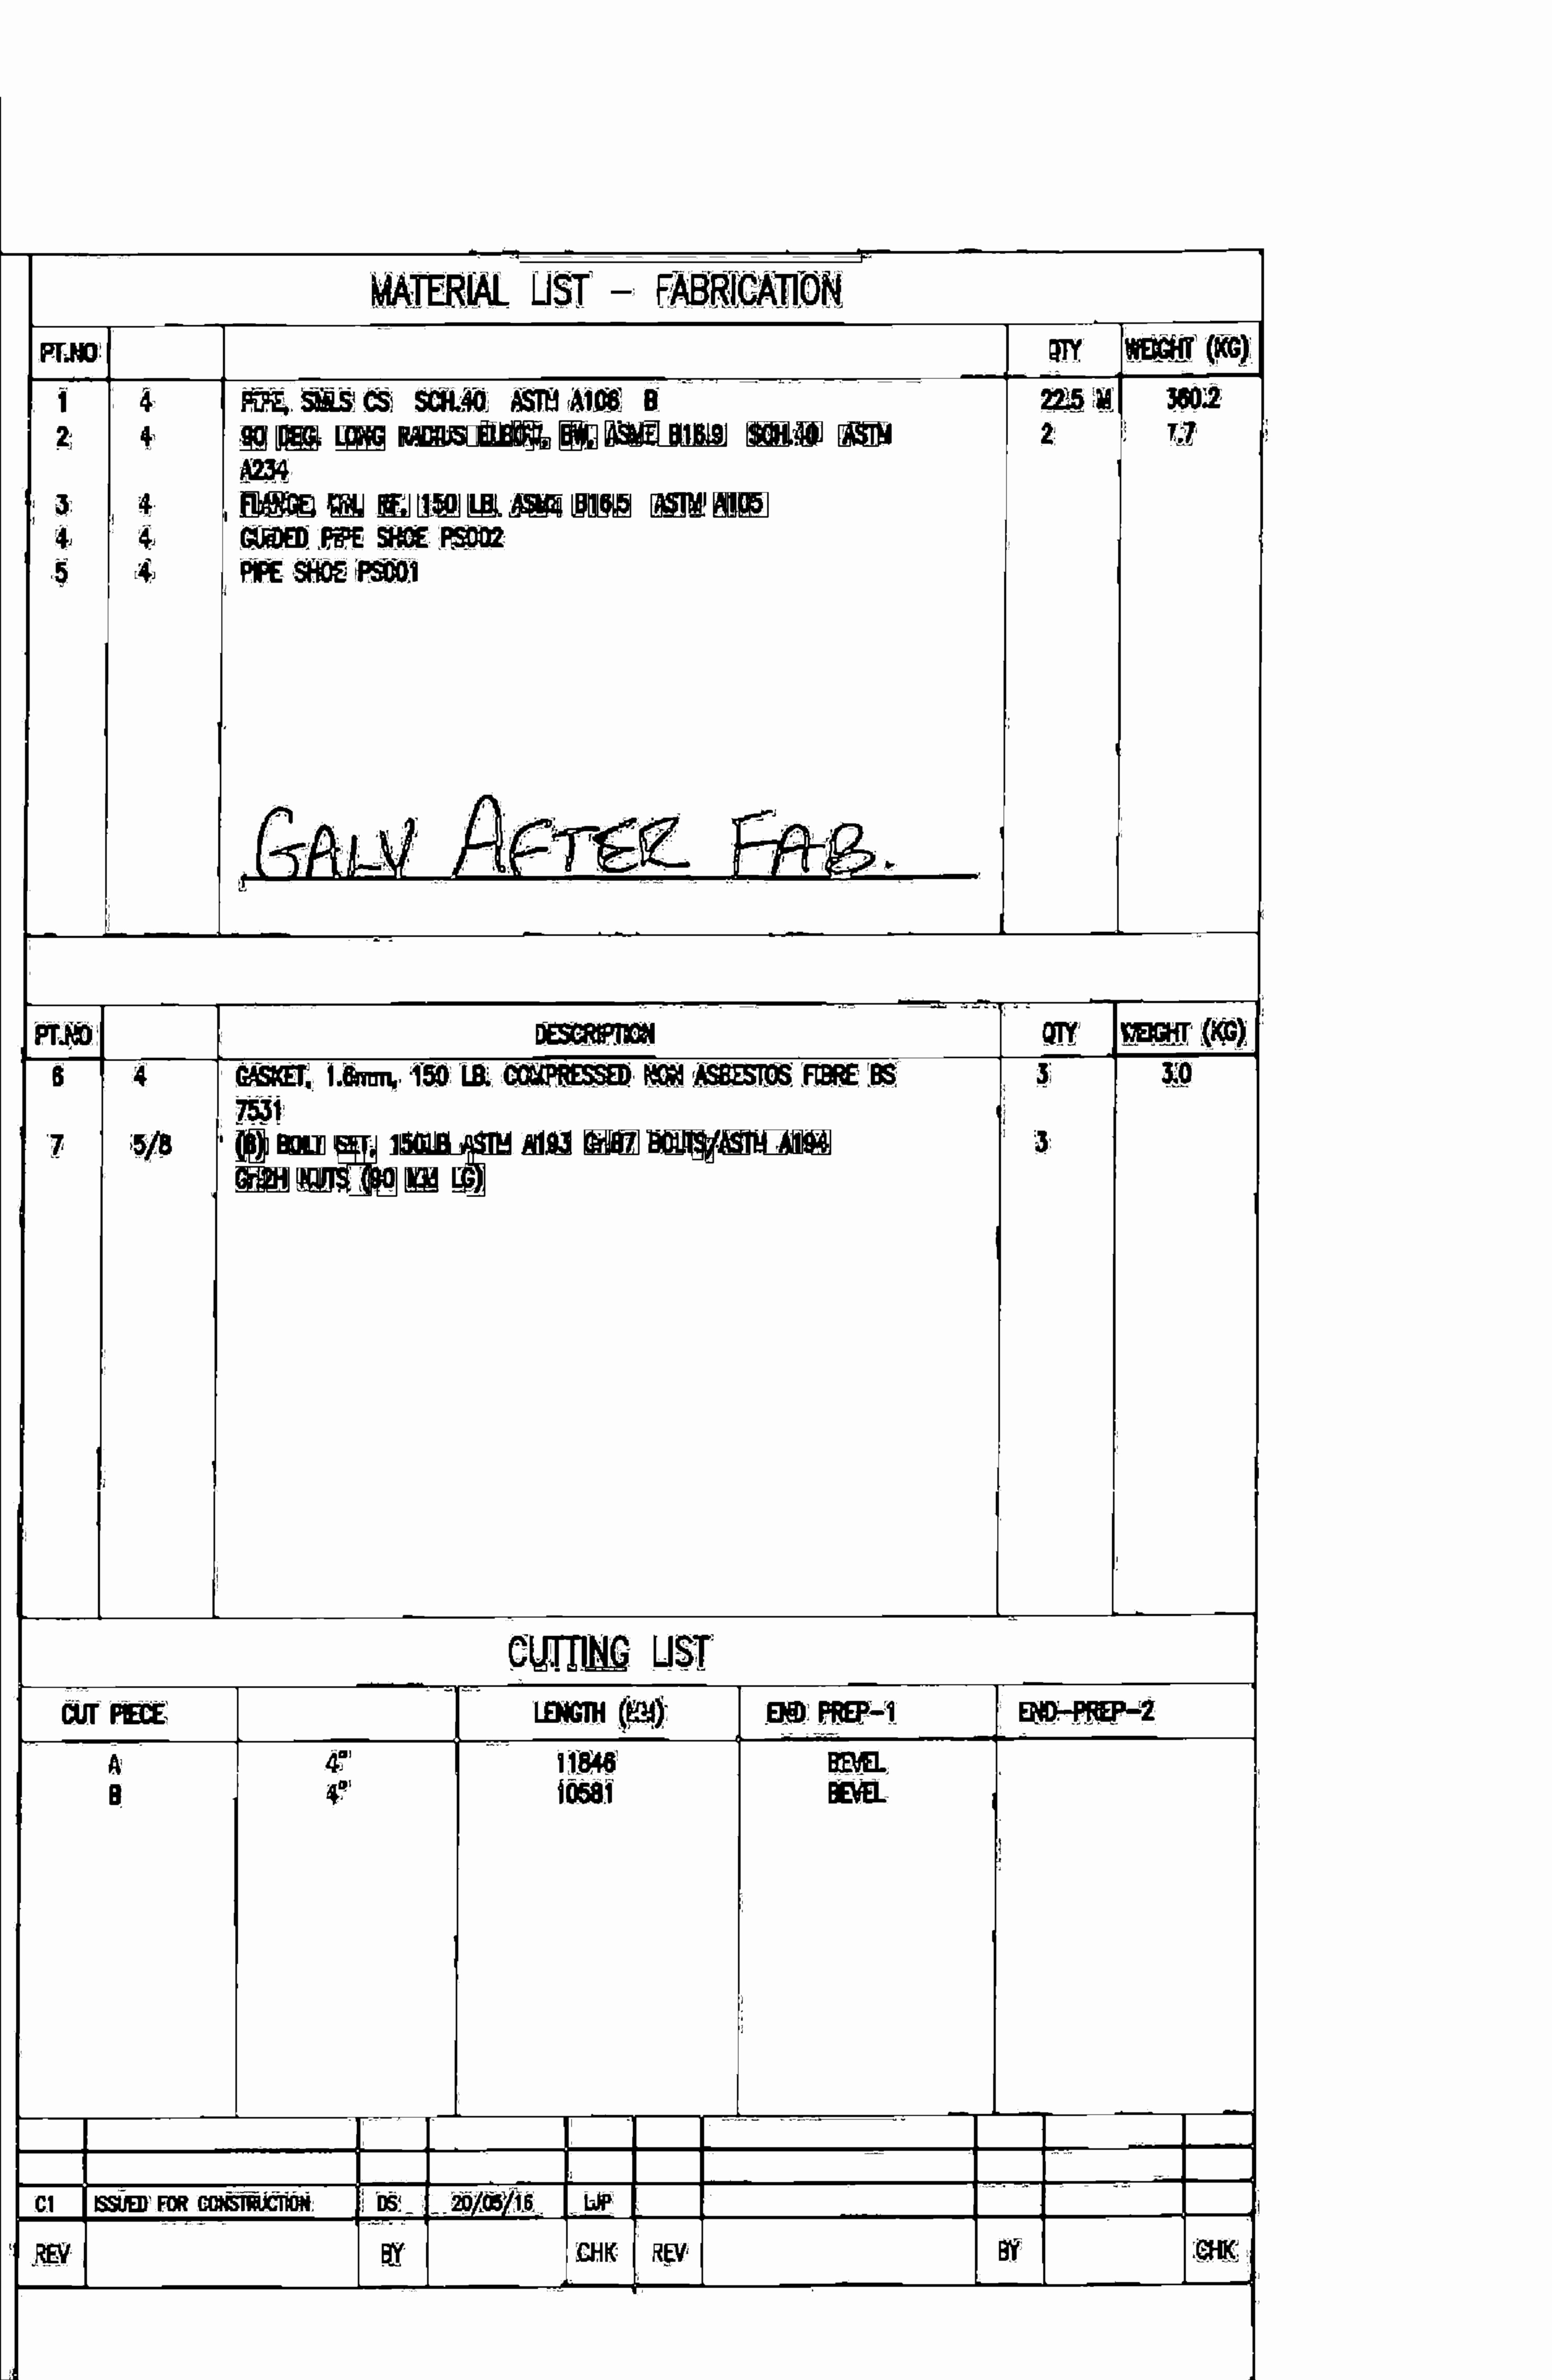 MATERIAL LIST – FABRICATION
PT.NO QTY WEIGHT (KG)
1 4 PIPE, SMLS CS SCH.40 ASTM A106 B 22.5 M 360.2
2 4 90 DEG. LONG RADIUS ELBOW, BW, ASME B16.9 SCH.40 ASTM 2 7.7
A234
3 4 FLANGE, WN, RF, 150 LB. ASME B16.5 ASTM A105
4 4 GUIDED PIPE SHOE PS002
5 4 PIPE SHOE PS001
GALV AFTER FAB.
PT.NO DESCRIPTION QTY WEIGHT (KG)
6 4 GASKET, 1.6mm, 150 LB. COMPRESSED NON ASBESTOS FIBRE BS 3 3.0
7531
7 5/8 (8) BOLT SET, 150LB ASTM A193 Gr.B7 BOLTS/ASTM A194 3
Gr.2H NUTS (90 MM LG)
CUTTING LIST
CUT PIECE LENGTH (MM) END PREP-1 END-PREP-2
A 4" 11846 BEVEL
B 4" 10581 BEVEL
C1 ISSUED FOR CONSTRUCTION DS 20/05/16 LJP
REV BY CHK REV BY CHK